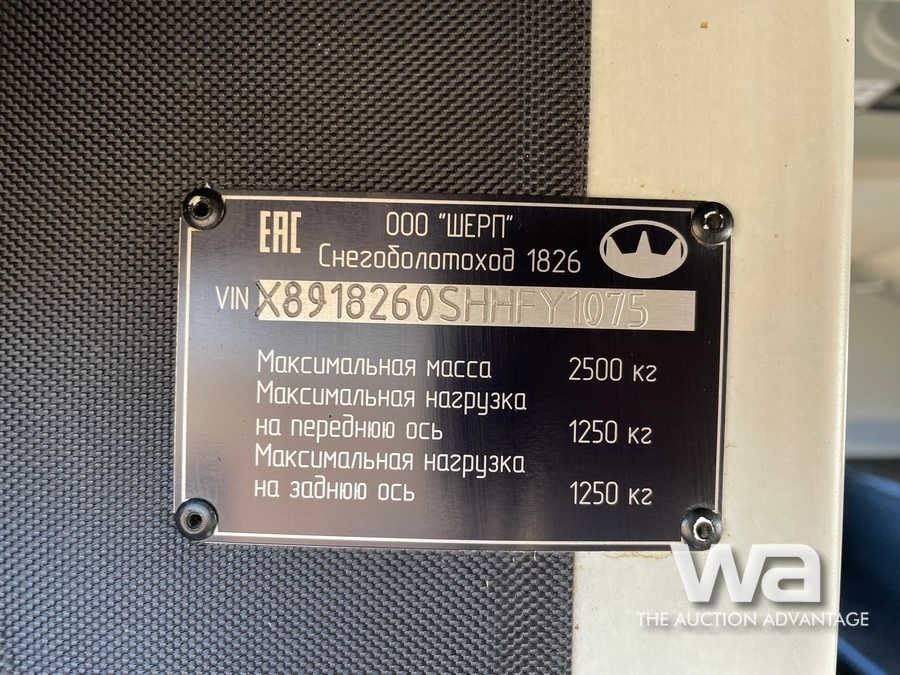 EAC
ООО "ШЕРП"
Снегоболотоход 1826
VIN X8918260SHHFY1075
Максимальная масса 2500 кг
Максимальная нагрузка
на переднюю ось 1250 кг
Максимальная нагрузка
на заднюю ось 1250 кг
wa
THE AUCTION ADVANTAGE